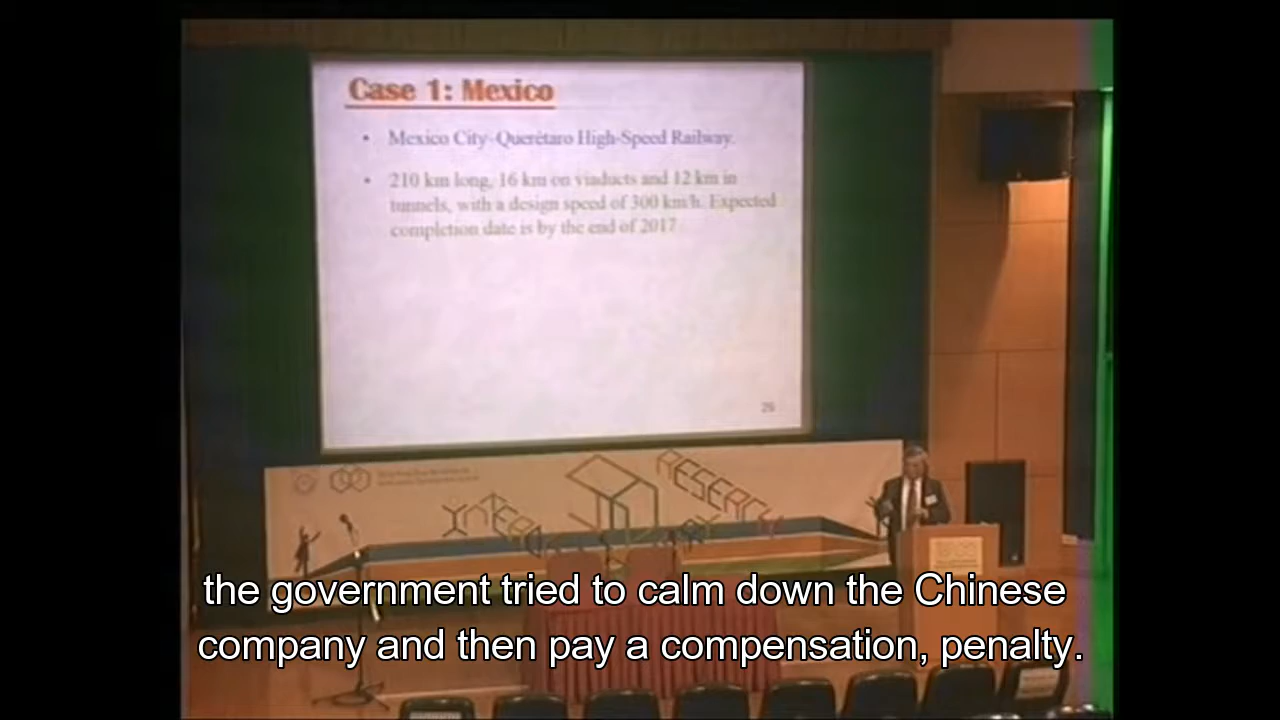 Case 1: Mexico
• Mexico City-Querétaro High-Speed Railway.
• 210 km long, 16 km on viaducts and 12 km in
tunnels, with a design speed of 300 km/h. Expected
completion date is by the end of 2017
RESERCH
the government tried to calm down the Chinese
company and then pay a compensation, penalty.